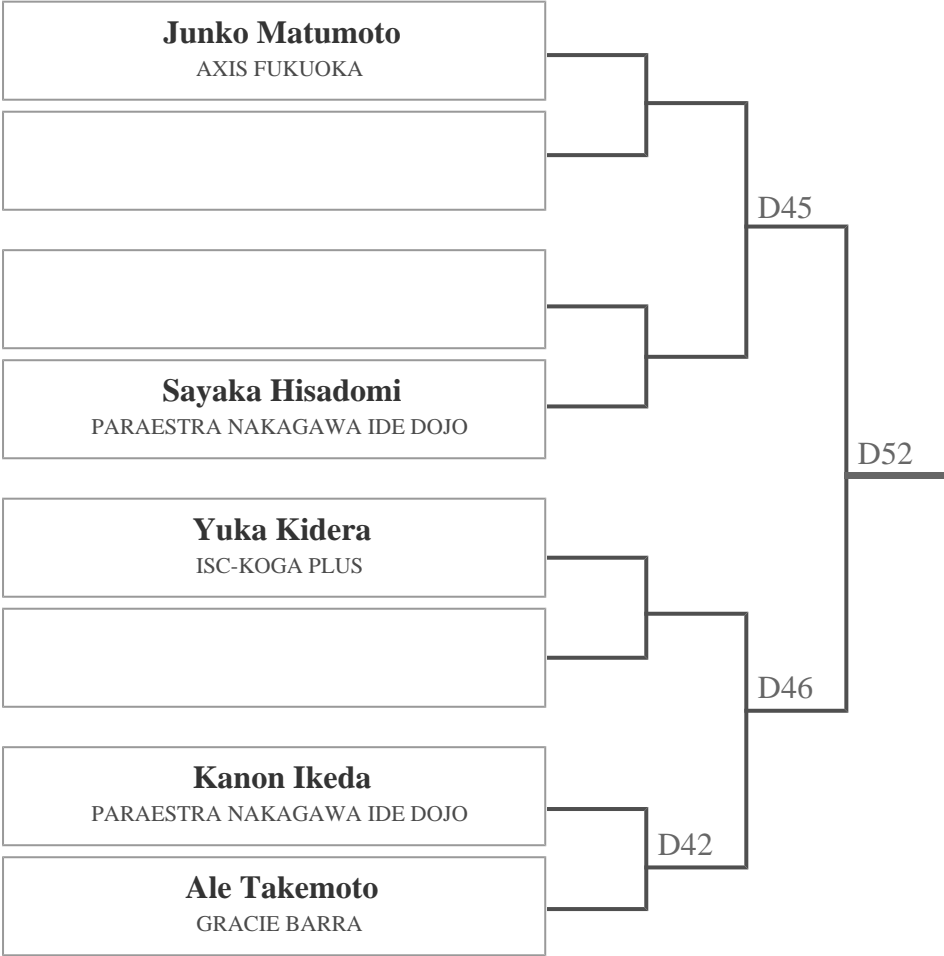 Junko Matumoto
AXIS FUKUOKA
D45
Sayaka Hisadomi
PARAESTRA NAKAGAWA IDE DOJO
D52
Yuka Kidera
ISC-KOGA PLUS
D46
Kanon Ikeda
PARAESTRA NAKAGAWA IDE DOJO
D42
Ale Takemoto
GRACIE BARRA